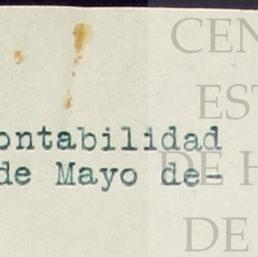 CEN
EST
ontabilidad
de Mayo de-
DE H
DE